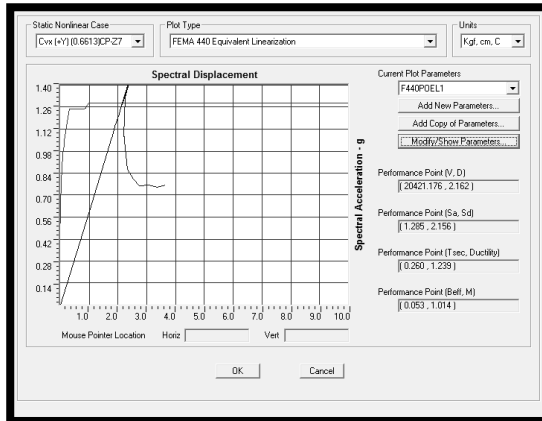 Static Nonlinear Case
Cvx (+Y) (0.6613)CP-Z7
Plot Type
FEMA 440 Equivalent Linearization
Units
Kgf, cm, C
Spectral Displacement
1.40
1.26
1.12
0.98
0.84
0.70
0.56
0.42
0.28
0.14
1.0 2.0 3.0 4.0 5.0 6.0 7.0 8.0 9.0 10.0
Spectral Acceleration - g
Mouse Pointer Location Horiz Vert
Current Plot Parameters
F440POEL1
Add New Parameters...
Add Copy of Parameters...
Modify/Show Parameters...
Performance Point (V, D)
( 20421.176 , 2.162 )
Performance Point (Sa, Sd)
( 1.285 , 2.156 )
Performance Point (Tsec, Ductility)
( 0.260 , 1.239 )
Performance Point (Beff, M)
( 0.053 , 1.014 )
OK Cancel